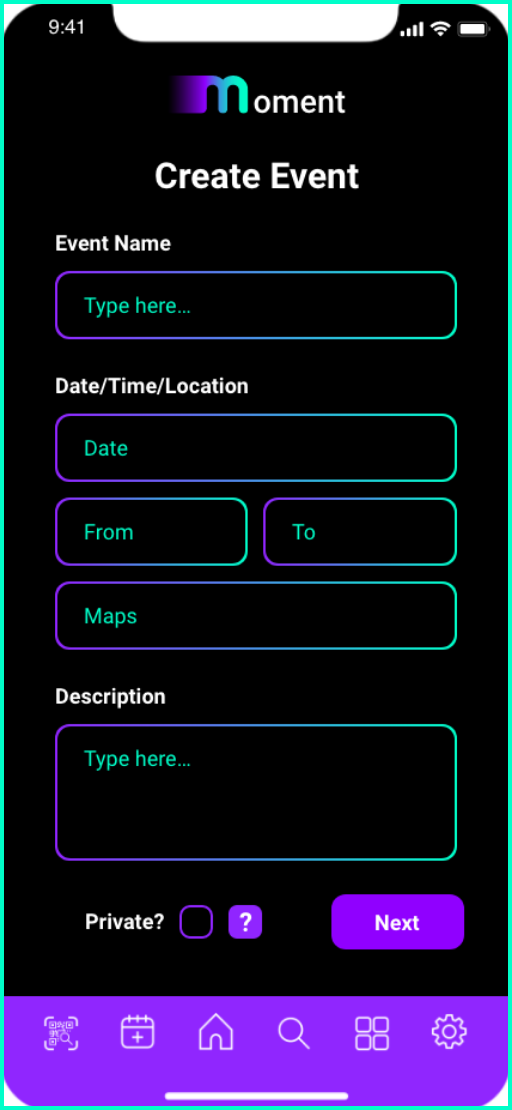 9:41
moment
Create Event
Event Name
Type here...
Date/Time/Location
Date
From To
Maps
Description
Type here...
Private? ? Next